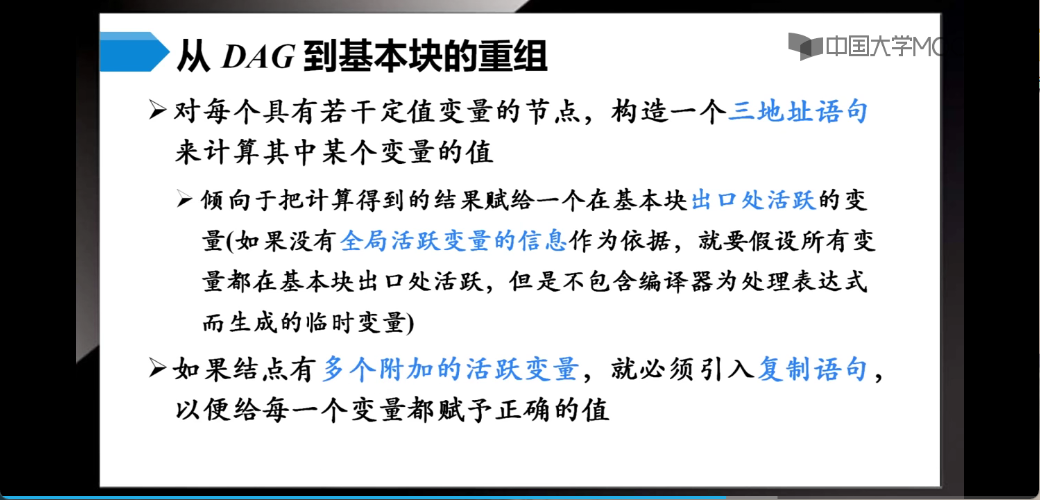 从 DAG 到基本块的重组
中国大学MO
➢对每个具有若干定值变量的节点，构造一个三地址语句
来计算其中某个变量的值
➢倾向于把计算得到的结果赋给一个在基本块出口处活跃的变
量(如果没有全局活跃变量的信息作为依据，就要假设所有变
量都在基本块出口处活跃，但是不包含编译器为处理表达式
而生成的临时变量)
➢如果结点有多个附加的活跃变量，就必须引入复制语句，
以便给每一个变量都赋予正确的值